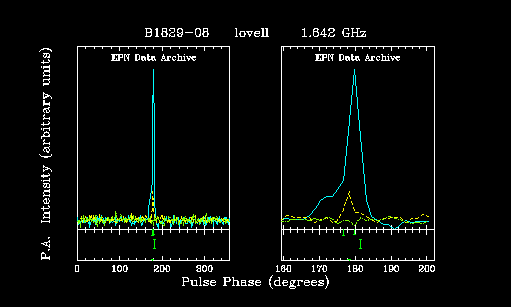 B1829-08 lovell 1.642 GHz
EPN Data Archive EPN Data Archive
P.A. Intensity (arbitrary units)
0 100 200 300 160 170 180 190 200
Pulse Phase (degrees)